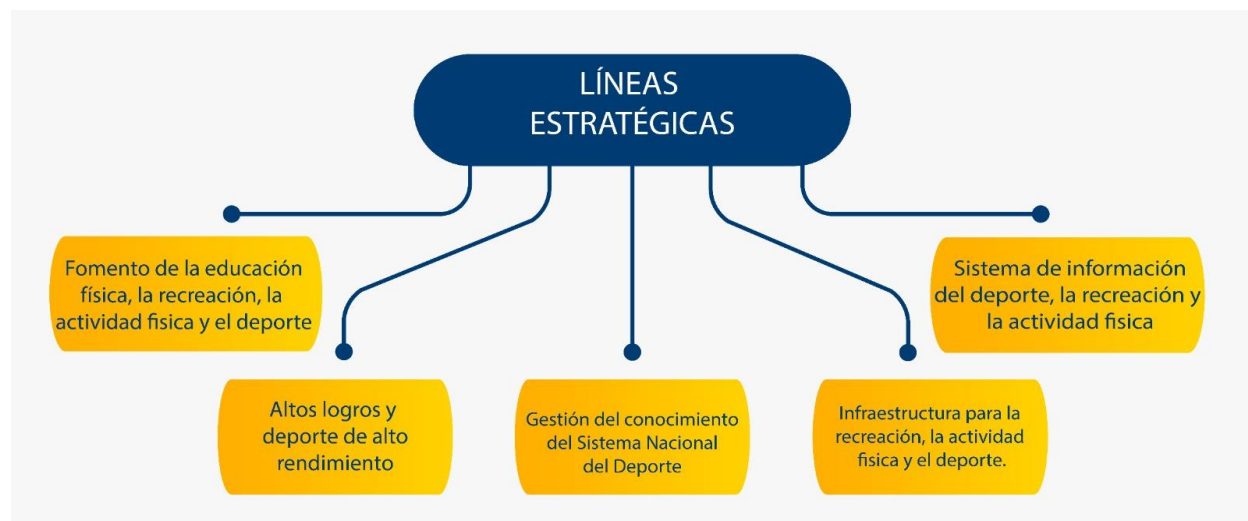 LÍNEAS
ESTRATÉGICAS
Fomento de la educación
física, la recreación, la
actividad fisica y el deporte
Altos logros y
deporte de alto
rendimiento
Gestión del conocimiento
del Sistema Nacional
del Deporte
Infraestructura para la
recreación, la actividad
fisica y el deporte.
Sistema de información
del deporte, la recreación y
la actividad fisica